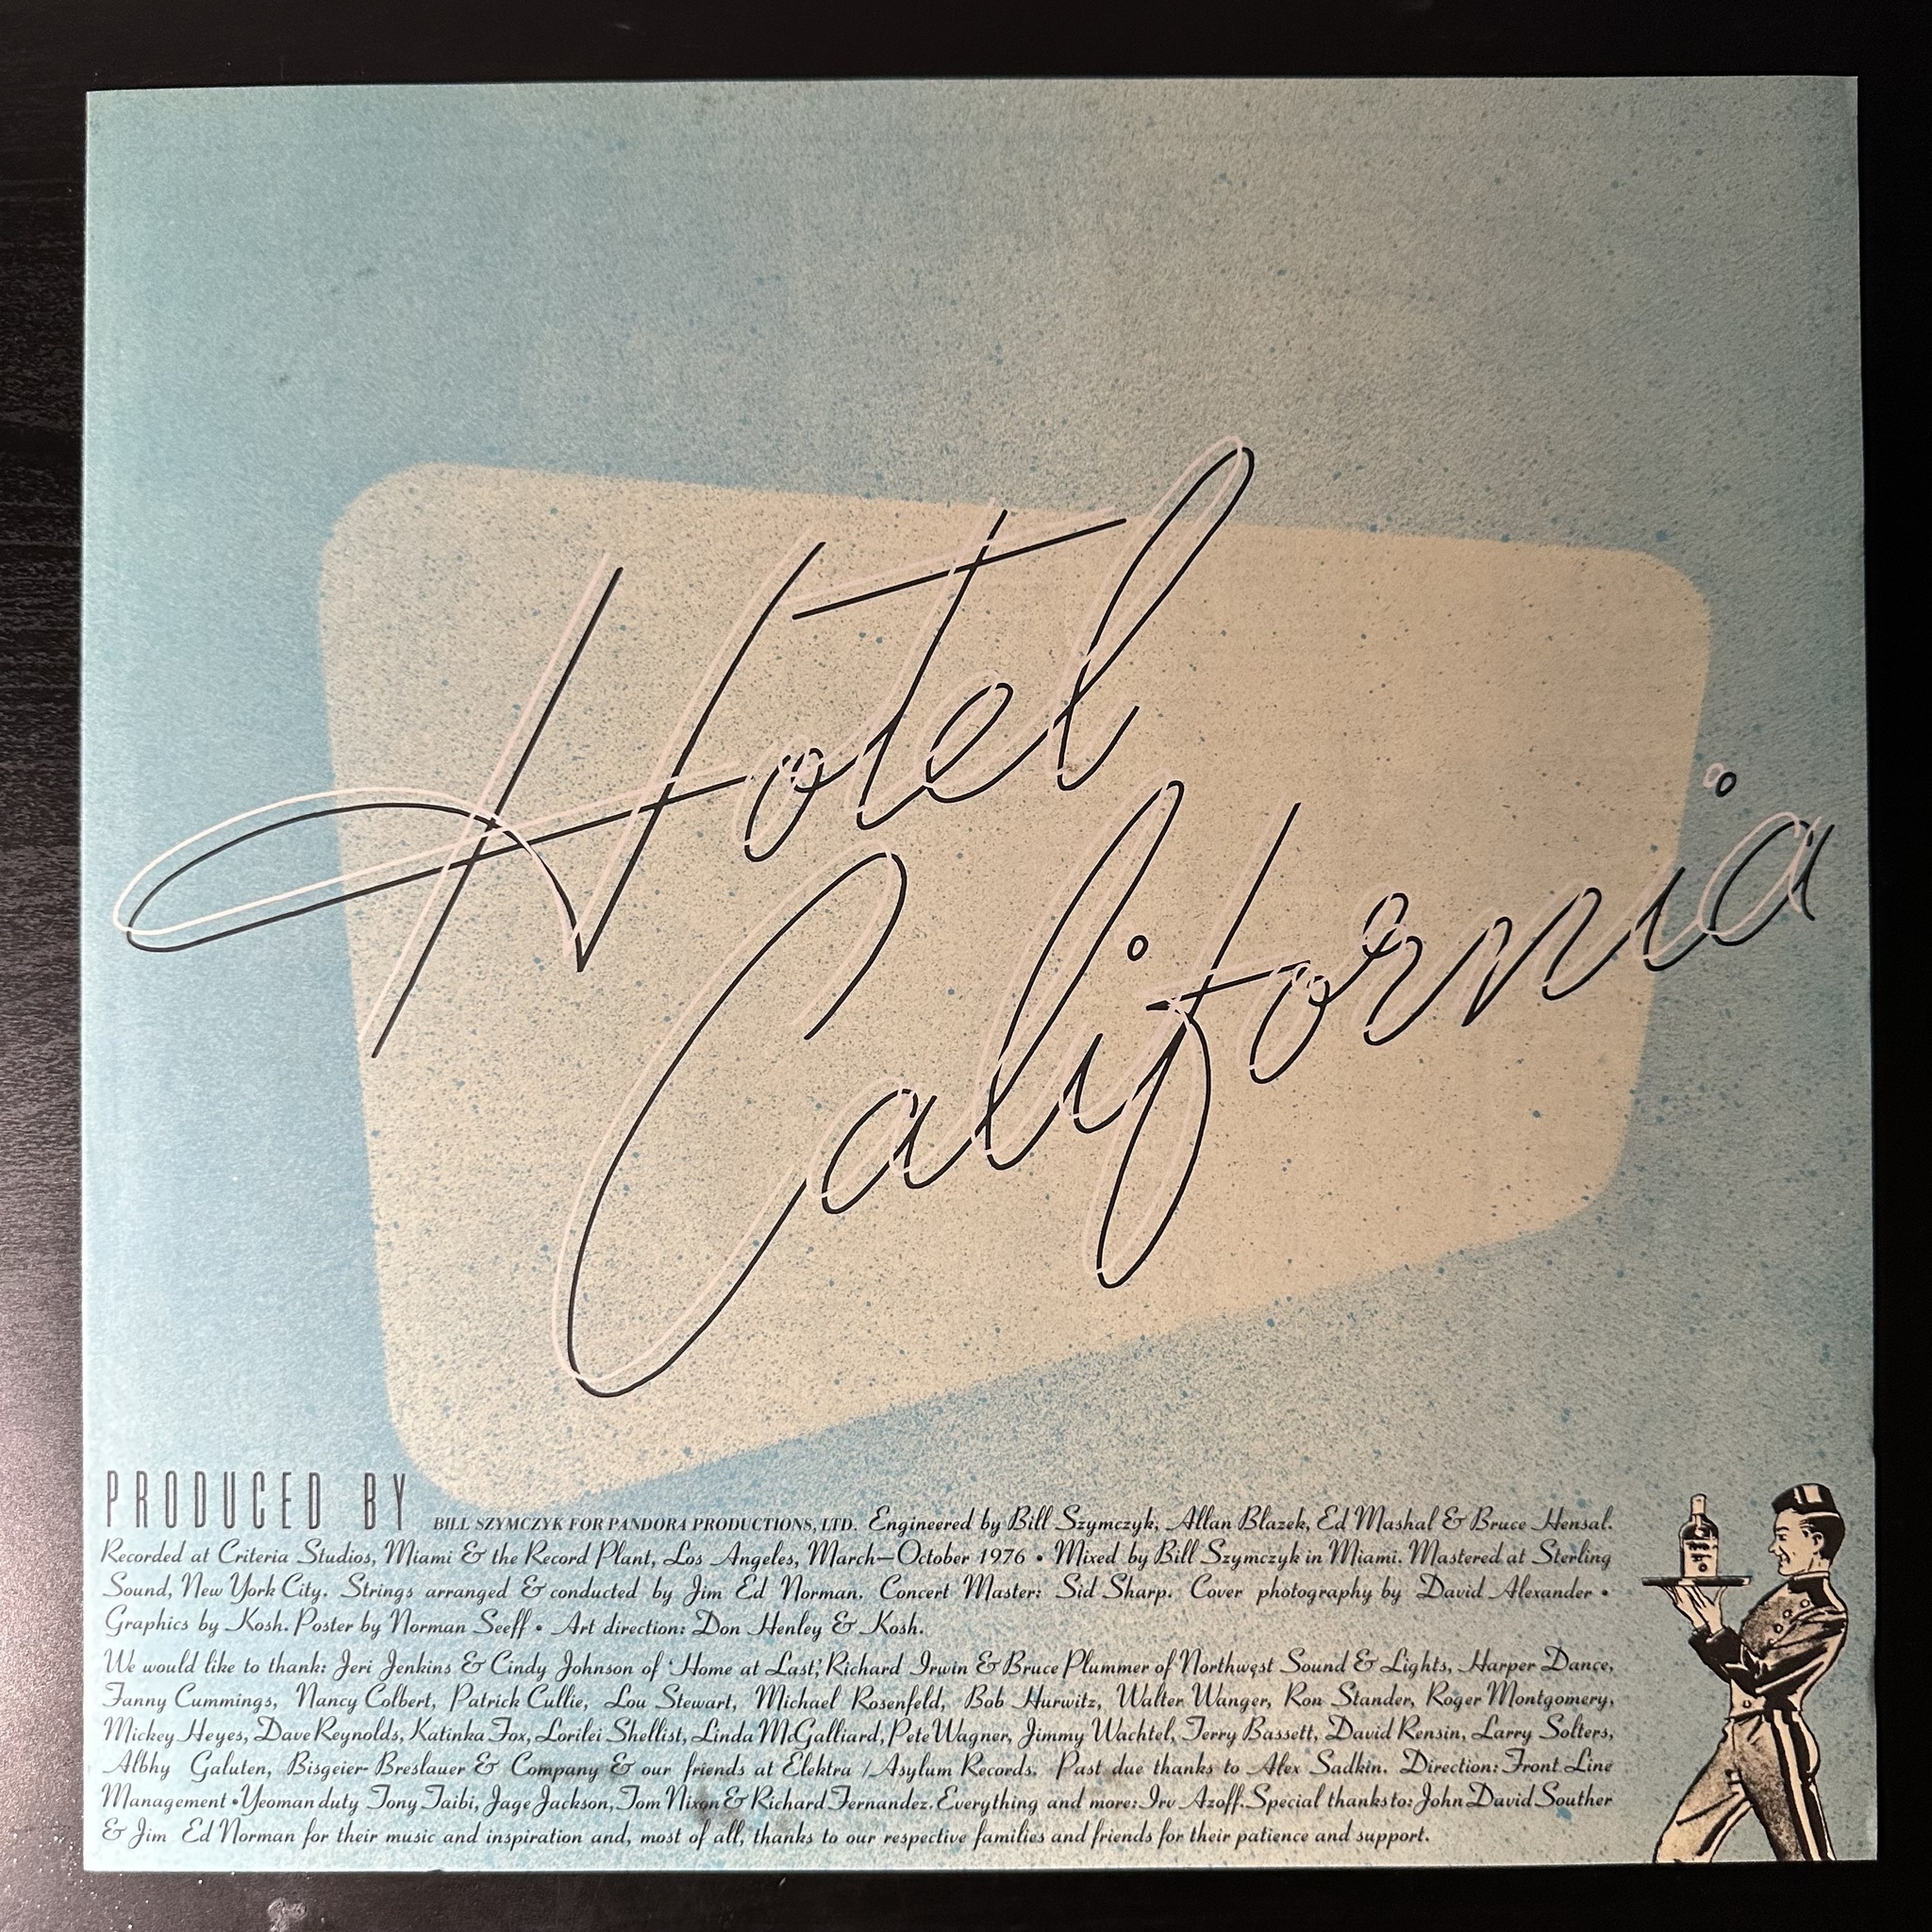 Hotel
California
PRODUCED BY BILL SZYMCZYK FOR PANDORA PRODUCTIONS, LTD. Engineered by Bill Szymczyk, Allan Blazek, Ed Mashal & Bruce Hensal.
Recorded at Criteria Studios, Miami & the Record Plant, Los Angeles, March—October 1976 • Mixed by Bill Szymczyk in Miami. Mastered at Sterling
Sound, New York City. Strings arranged & conducted by Jim Ed Norman. Concert Master: Sid Sharp. Cover photography by David Alexander •
Graphics by Kosh. Poster by Norman Seeff • Art direction: Don Henley & Kosh.
We would like to thank: Jeri Jenkins & Cindy Johnson of 'Home at Last,' Richard Irwin & Bruce Plummer of Northwest Sound & Lights, Harper Dance,
Fanny Cummings, Nancy Colbert, Patrick Cullie, Lou Stewart, Michael Rosenfeld, Bob Hurwitz, Walter Wanger, Ron Stander, Roger Montgomery,
Mickey Heyes, Dave Reynolds, Katinka Fox, Lorilei Shellist, Linda McGalliard, Pete Wagner, Jimmy Wachtel, Terry Bassett, David Rensin, Larry Solters,
Albhy Galuten, Bisgeier-Breslauer & Company & our friends at Elektra/Asylum Records. Past due thanks to Alex Sadkin. Direction: Front Line
Management • Yeoman duty Tony Taibi, Jage Jackson, Tom Nixon & Richard Fernandez. Everything and more: Irv Azoff. Special thanks to: John David Souther
& Jim Ed Norman for their music and inspiration and, most of all, thanks to our respective families and friends for their patience and support.